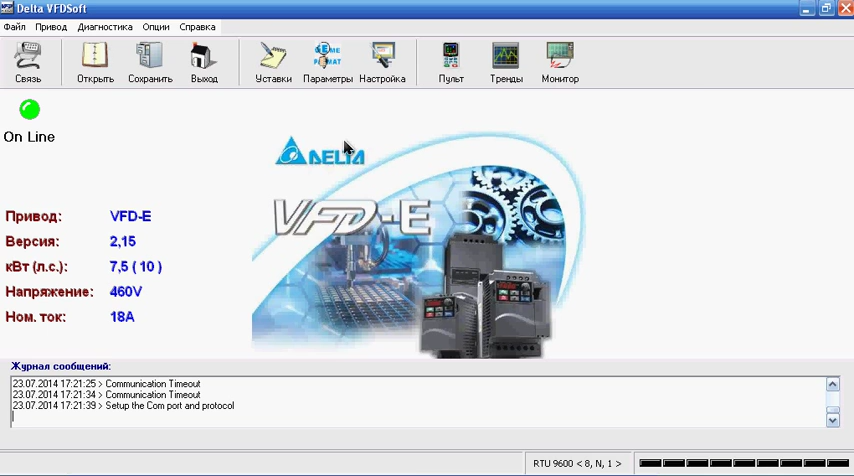 Delta VFDSoft
Файл Привод Диагностика Опции Справка
Связь Открыть Сохранить Выход Уставки Параметры Настройка Пульт Тренды Монитор
On Line
DELTA
VFD-E
Привод: VFD-E
Версия: 2,15
кВт (л.с.): 7,5 ( 10 )
Напряжение: 460V
Ном. ток: 18A
Журнал сообщений:
23.07.2014 17:21:25 > Communication Timeout
23.07.2014 17:21:34 > Communication Timeout
23.07.2014 17:21:39 > Setup the Com port and protocol
RTU 9600 < 8, N, 1 >